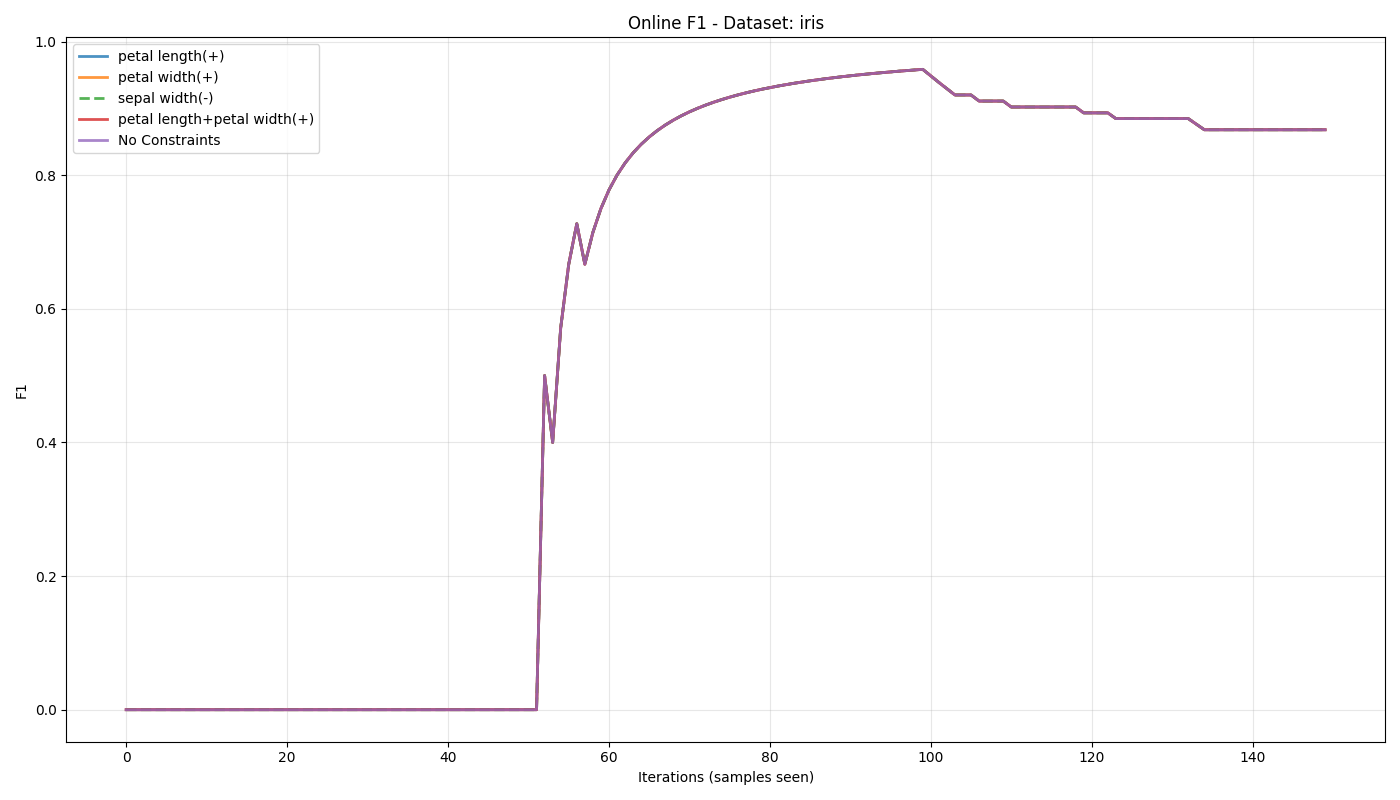 Online F1 - Dataset: iris
petal length(+)
petal width(+)
sepal width(-)
petal length+petal width(+)
No Constraints
1.0
0.8
0.6
0.4
0.2
0.0
F1
0 20 40 60 80 100 120 140
Iterations (samples seen)